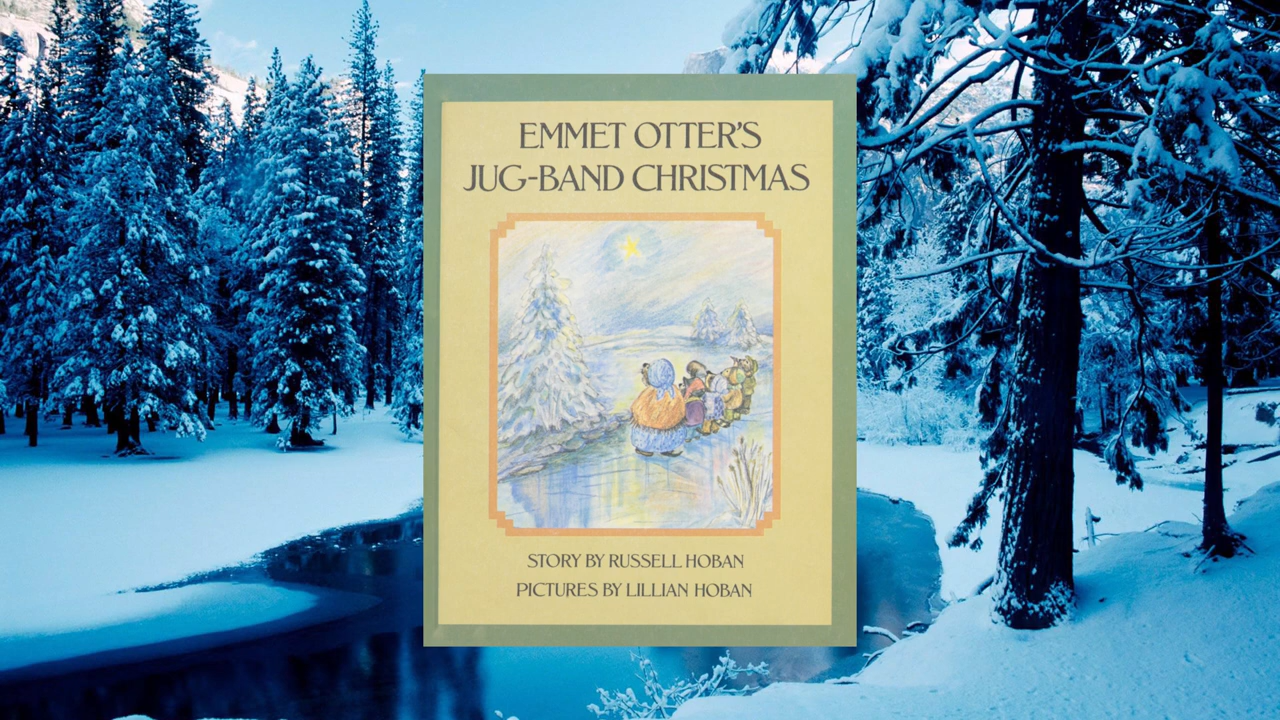 EMMET OTTER'S
JUG-BAND CHRISTMAS
STORY BY RUSSELL HOBAN
PICTURES BY LILLIAN HOBAN